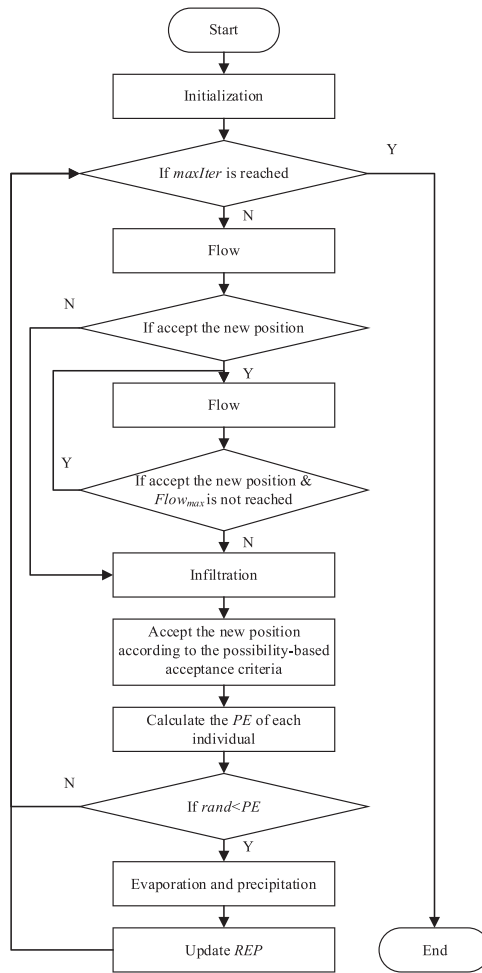 Start
Initialization
Y
If maxIter is reached
N
Flow
N
If accept the new position
Y
Flow
Y
If accept the new position &
Flowmax is not reached
N
Infiltration
Accept the new position
according to the possibility-based
acceptance criteria
Calculate the PE of each
individual
N
If rand<PE
Y
Evaporation and precipitation
Update REP
End